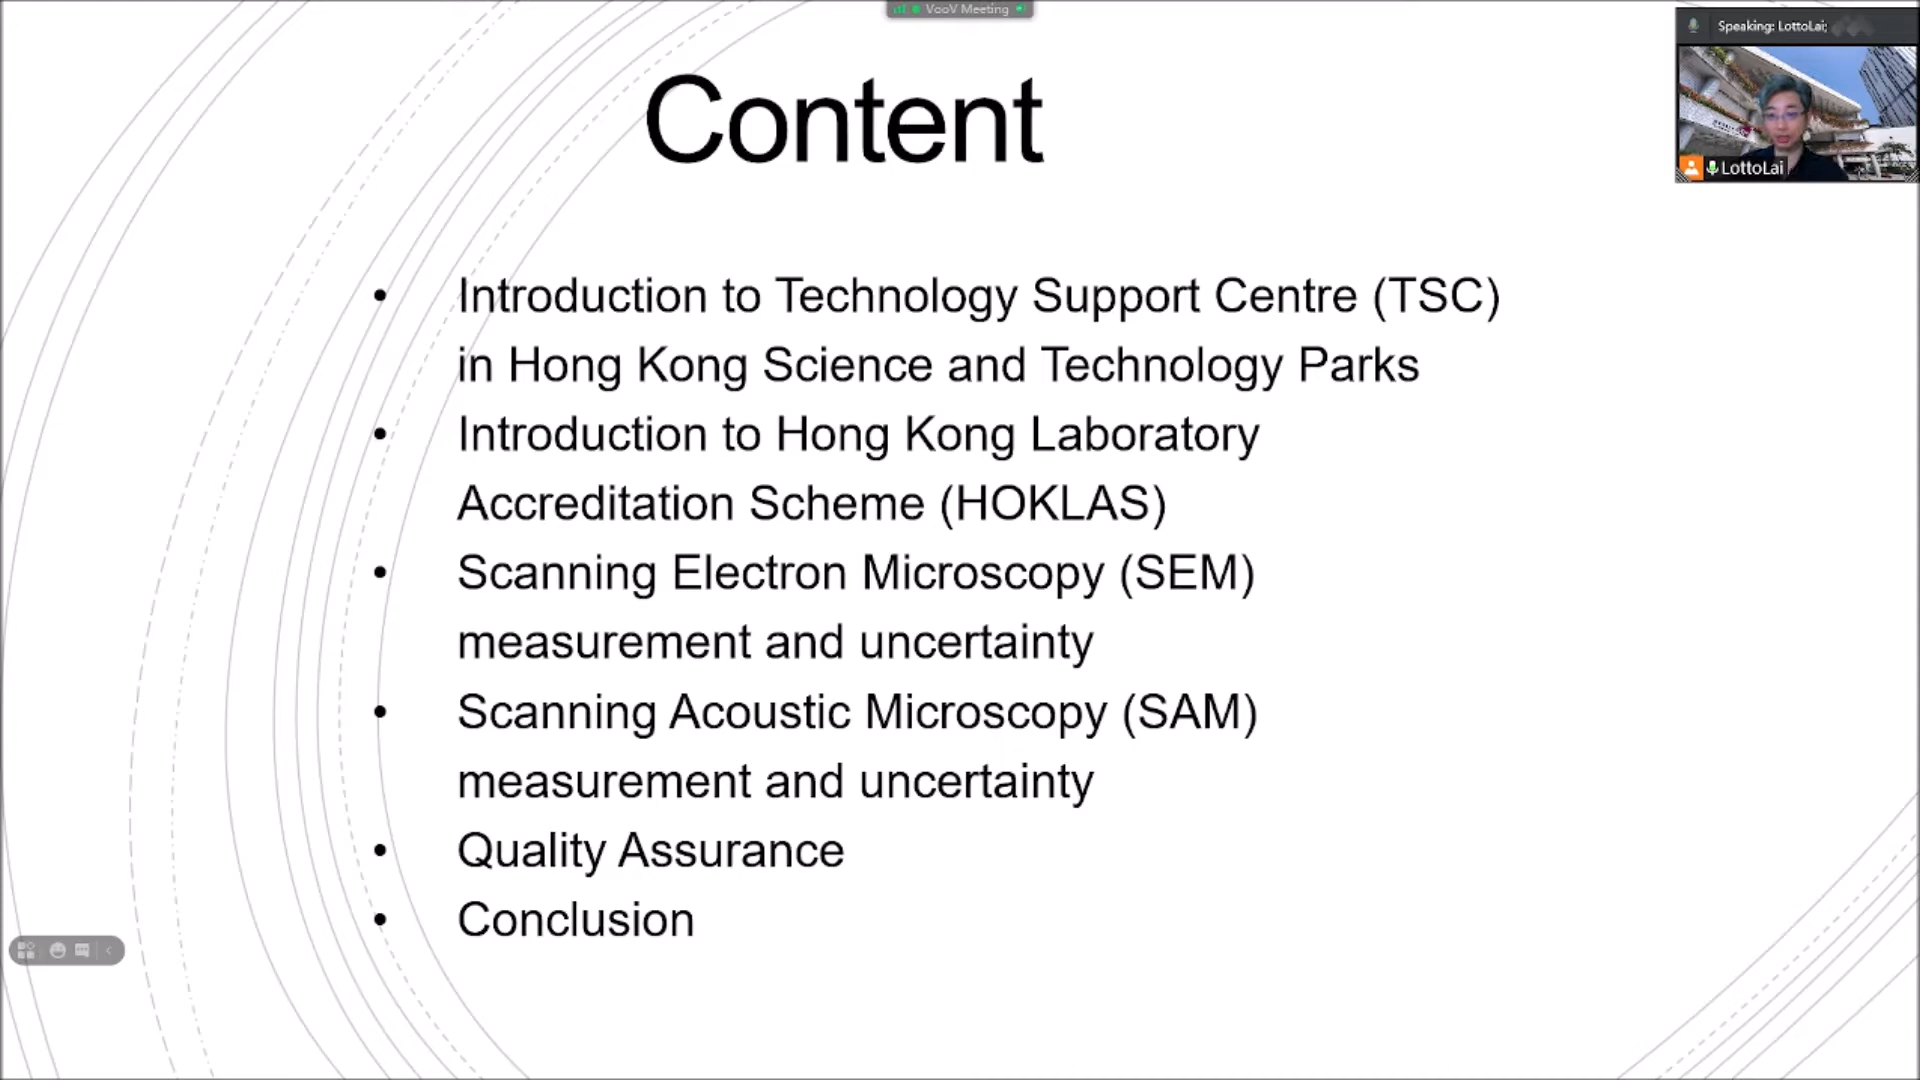 VooV Meeting
Speaking: LottoLai;
Content
LottoLai
• Introduction to Technology Support Centre (TSC)
in Hong Kong Science and Technology Parks
• Introduction to Hong Kong Laboratory
Accreditation Scheme (HOKLAS)
• Scanning Electron Microscopy (SEM)
measurement and uncertainty
• Scanning Acoustic Microscopy (SAM)
measurement and uncertainty
• Quality Assurance
• Conclusion